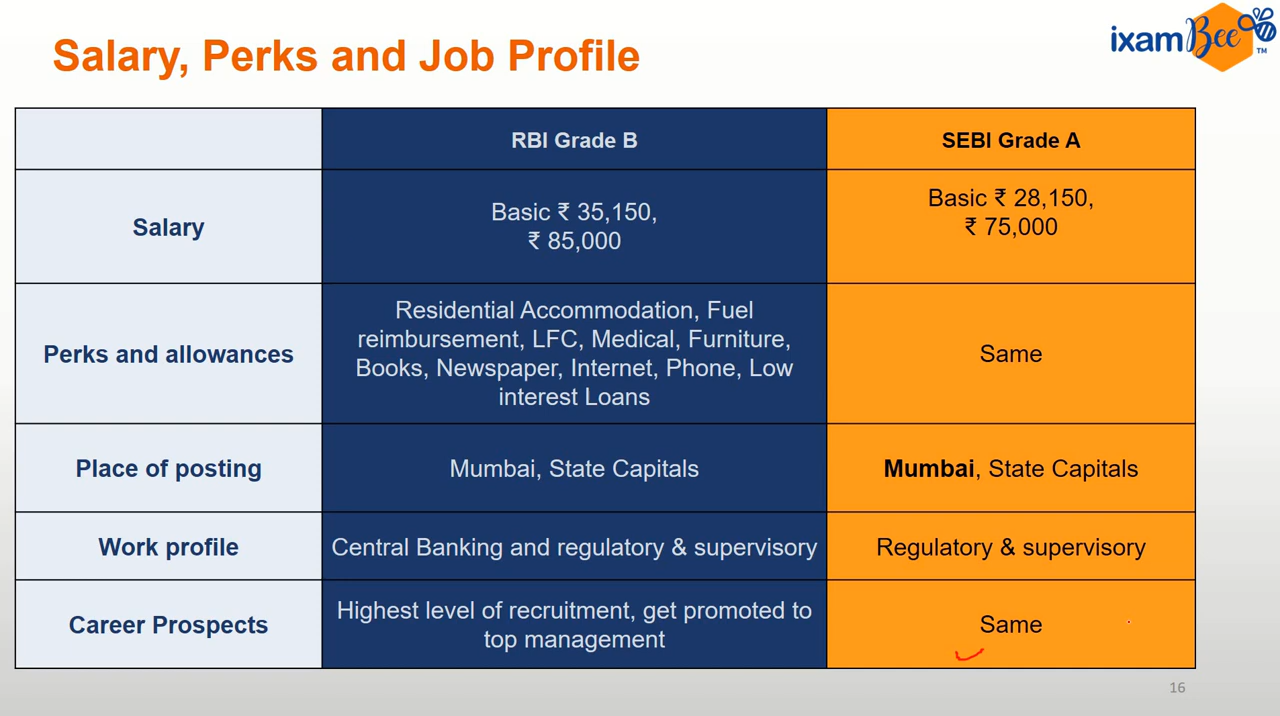 Salary, Perks and Job Profile
ixamBee™
RBI Grade B
SEBI Grade A
Salary
Basic ₹ 35,150,
₹ 85,000
Basic ₹ 28,150,
₹ 75,000
Perks and allowances
Residential Accommodation, Fuel
reimbursement, LFC, Medical, Furniture,
Books, Newspaper, Internet, Phone, Low
interest Loans
Same
Place of posting
Mumbai, State Capitals
Mumbai, State Capitals
Work profile
Central Banking and regulatory & supervisory
Regulatory & supervisory
Career Prospects
Highest level of recruitment, get promoted to
top management
Same
16